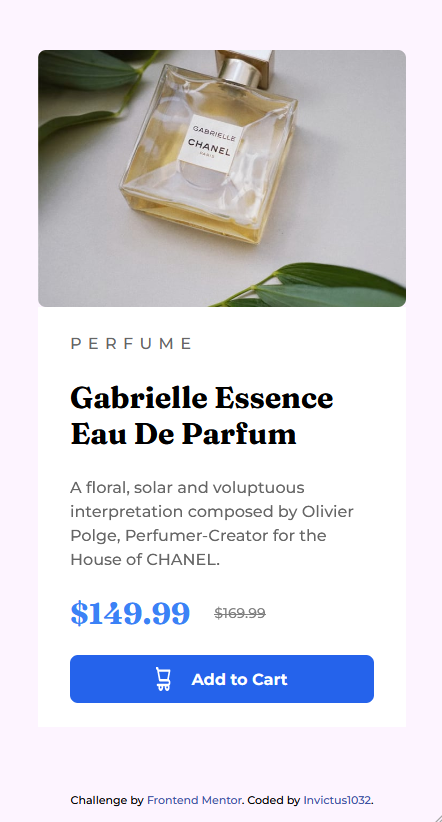 GABRIELLE
CHANEL
PARIS
PERFUME
Gabrielle Essence
Eau De Parfum
A floral, solar and voluptuous
interpretation composed by Olivier
Polge, Perfumer-Creator for the
House of CHANEL.
$149.99 $169.99
Add to Cart
Challenge by Frontend Mentor. Coded by Invictus1032.